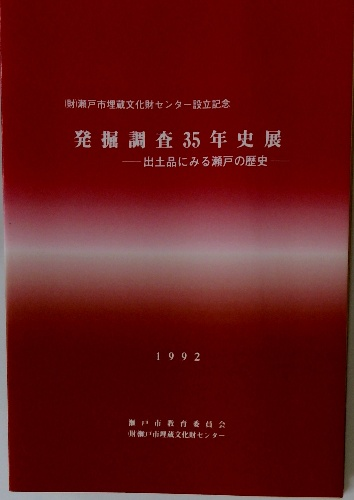 (財)瀬戸市埋蔵文化財センター設立記念
発掘調査35年史展
――出土品にみる瀬戸の歴史――
1992
瀬戸市教育委員会
(財)瀬戸市埋蔵文化財センター